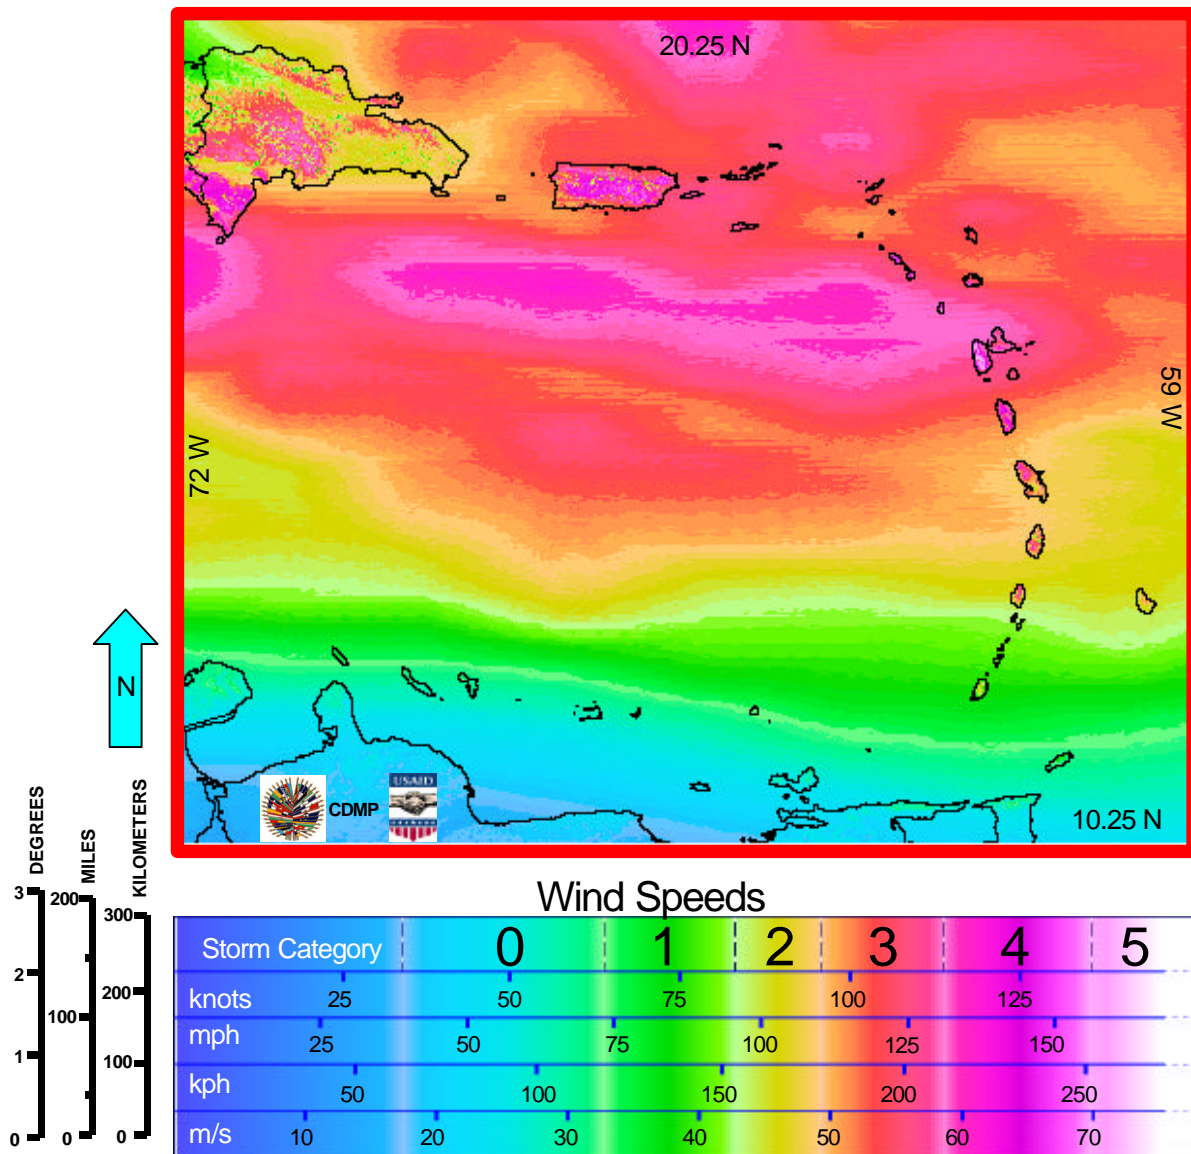 20.25 N
72 W
59 W
N
USAID
CDMP
10.25 N
DEGREES
MILES
KILOMETERS
3
2
1
0
200
100
0
300
200
100
0
Wind Speeds
Storm Category 0 1 2 3 4 5
knots 25 50 75 100 125
mph 25 50 75 100 125 150
kph 50 100 150 200 250
m/s 10 20 30 40 50 60 70